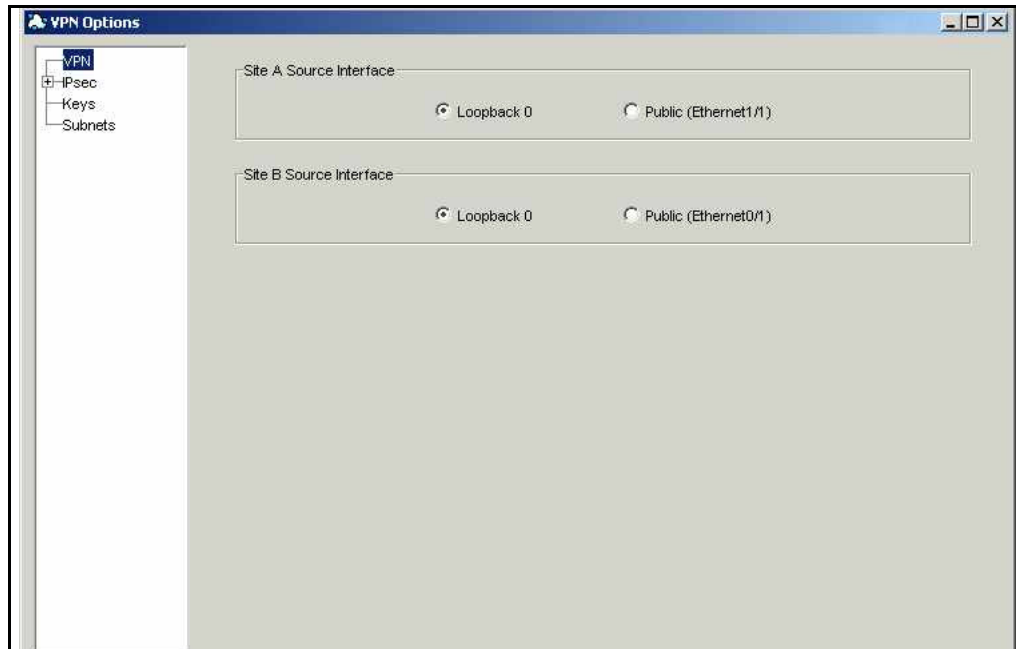 VPN Options
VPN
IPsec
Keys
Subnets
Site A Source Interface
Loopback 0 Public (Ethernet1/1)
Site B Source Interface
Loopback 0 Public (Ethernet0/1)